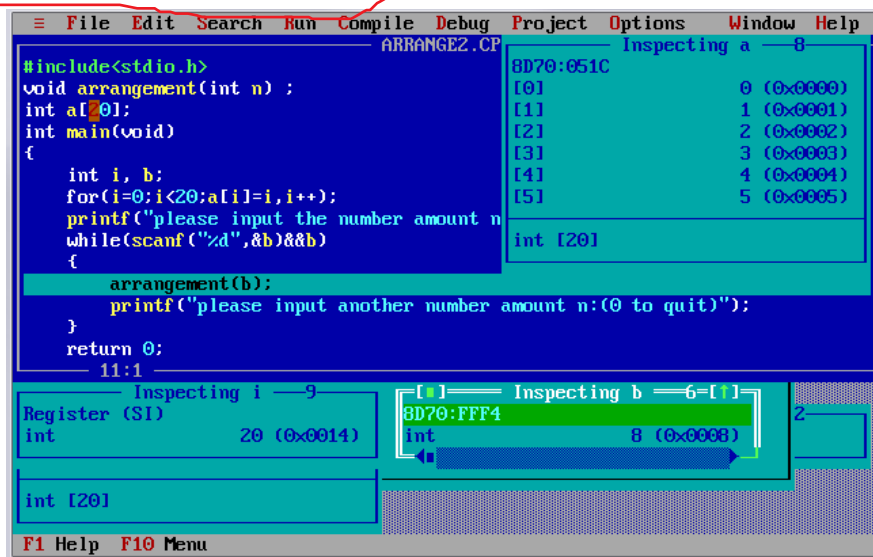 ≡ File Edit Search Run Compile Debug Project Options Window Help
ARRANGE2.CP
#include<stdio.h>
void arrangement(int n) ;
int a[20];
int main(void)
{
int i, b;
for(i=0;i<20;a[i]=i,i++);
printf("please input the number amount n
while(scanf("%d",&b)&&b)
{
arrangement(b);
printf("please input another number amount n:(0 to quit)");
}
return 0;
11:1
Inspecting a 8
8D70:051C
[0] 0 (0x0000)
[1] 1 (0x0001)
[2] 2 (0x0002)
[3] 3 (0x0003)
[4] 4 (0x0004)
[5] 5 (0x0005)
int [20]
Inspecting i 9
Register (SI)
int 20 (0x0014)
int [20]
[■] Inspecting b 6=[↑]
8D70:FFF4
int 8 (0x0008)
2
F1 Help F10 Menu